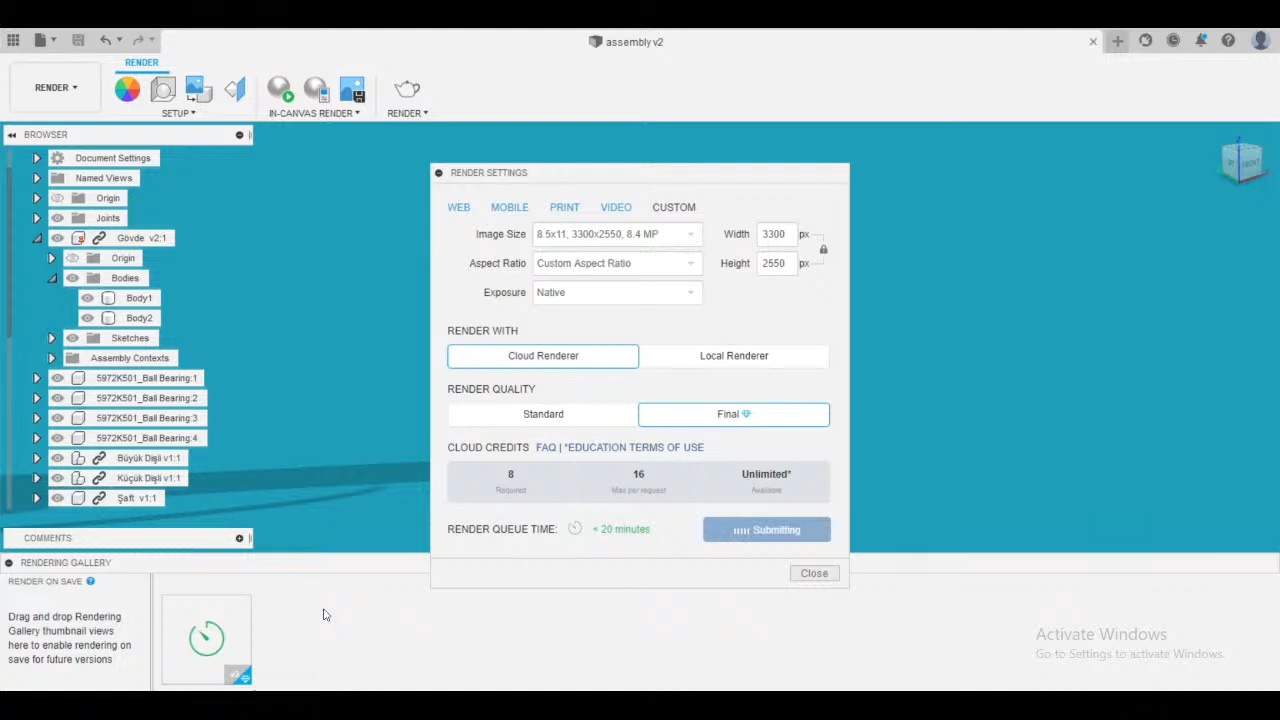 assembly v2
RENDER
RENDER
SETUP
IN-CANVAS RENDER
RENDER
BROWSER
Document Settings
Named Views
Origin
Joints
Gövde v2:1
Origin
Bodies
Body1
Body2
Sketches
Assembly Contexts
5972K501_Ball Bearing:1
5972K501_Ball Bearing:2
5972K501_Ball Bearing:3
5972K501_Ball Bearing:4
Büyük Dişli v1:1
Küçük Dişli v1:1
Şaft v1:1
COMMENTS
FRONT
RENDER SETTINGS
WEB MOBILE PRINT VIDEO CUSTOM
Image Size 8.5x11, 3300x2550, 8.4 MP Width 3300 px
Aspect Ratio Custom Aspect Ratio Height 2550 px
Exposure Native
RENDER WITH
Cloud Renderer Local Renderer
RENDER QUALITY
Standard Final
CLOUD CREDITS FAQ | *EDUCATION TERMS OF USE
8 16 Unlimited*
Required Max per request Available
RENDER QUEUE TIME: < 20 minutes Submitting
Close
RENDERING GALLERY
RENDER ON SAVE
Drag and drop Rendering
Gallery thumbnail views
here to enable rendering on
save for future versions
Activate Windows
Go to Settings to activate Windows.